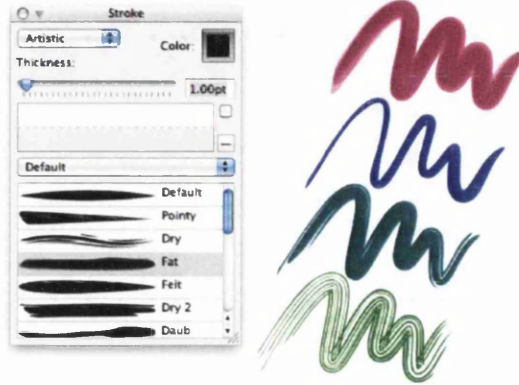 Stroke
Artistic
Color:
Thickness:
1.00pt
Default
Default
Pointy
Dry
Fat
Felt
Dry 2
Daub